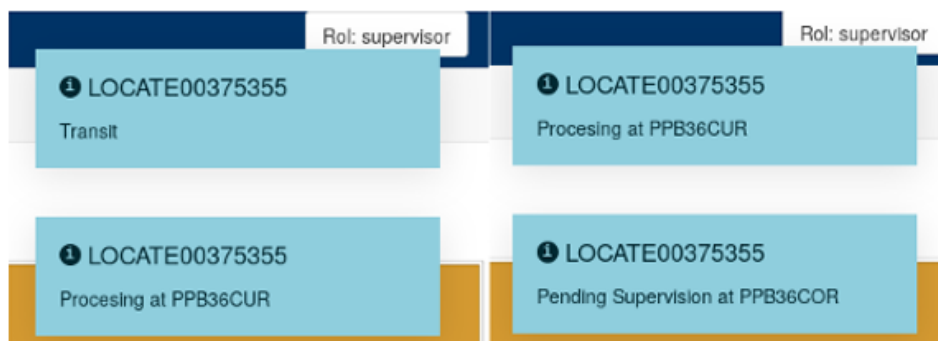 Rol: supervisor
LOCATE00375355
Transit
LOCATE00375355
Procesing at PPB36CUR
Rol: supervisor
LOCATE00375355
Procesing at PPB36CUR
LOCATE00375355
Pending Supervision at PPB36COR